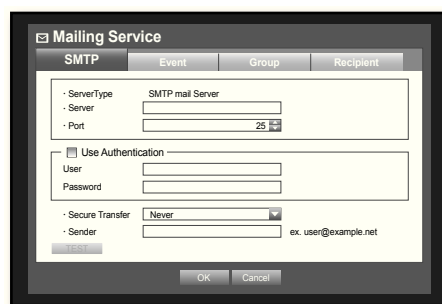 Mailing Service
SMTP Event Group Recipient
· ServerType SMTP mail Server
· Server
· Port 25
Use Authentication
User
Password
· Secure Transfer Never
· Sender ex. user@example.net
TEST
OK Cancel